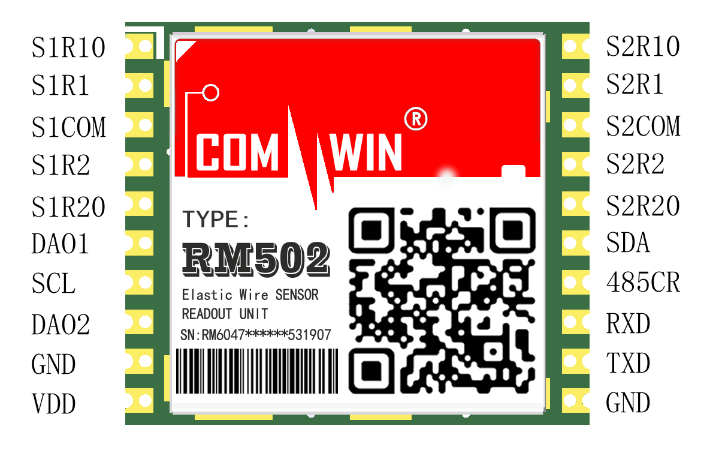 S1R10
S1R1
S1COM
S1R2
S1R20
DAO1
SCL
DAO2
GND
VDD
COM WIN ®
TYPE:
RM502
Elastic Wire SENSOR
READOUT UNIT
SN:RM6047******531907
S2R10
S2R1
S2COM
S2R2
S2R20
SDA
485CR
RXD
TXD
GND